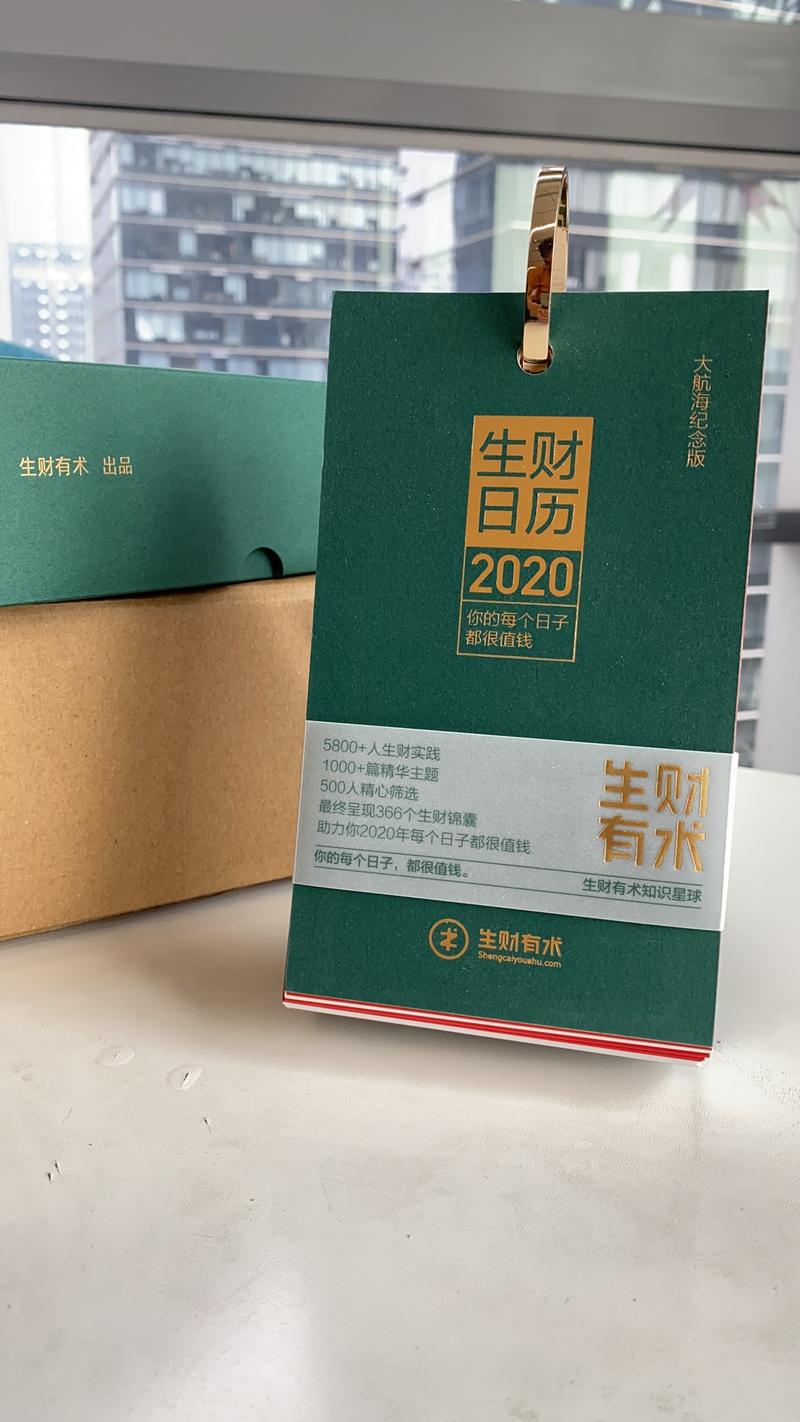 生财有术 出品
大航海纪念版
生财
日历
2020
你的每个日子
都很值钱
5800+人生财实践
1000+篇精华主题
500人精心筛选
最终呈现366个生财锦囊
助力你2020年每个日子都很值钱
你的每个日子，都很值钱。
生财
有术
生财有术知识星球
生财有术
Shengcaiyoushu.com